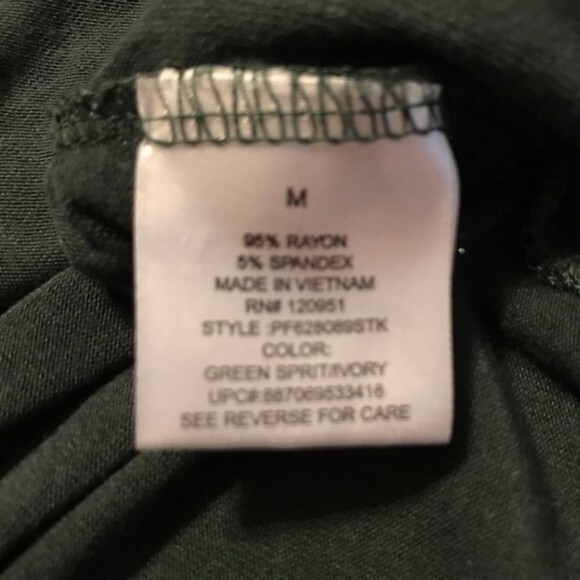 M
95% RAYON
5% SPANDEX
MADE IN VIETNAM
RN# 120951
STYLE :PF628089STK
COLOR:
GREEN SPRIT/IVORY
UPC#:887069533416
SEE REVERSE FOR CARE